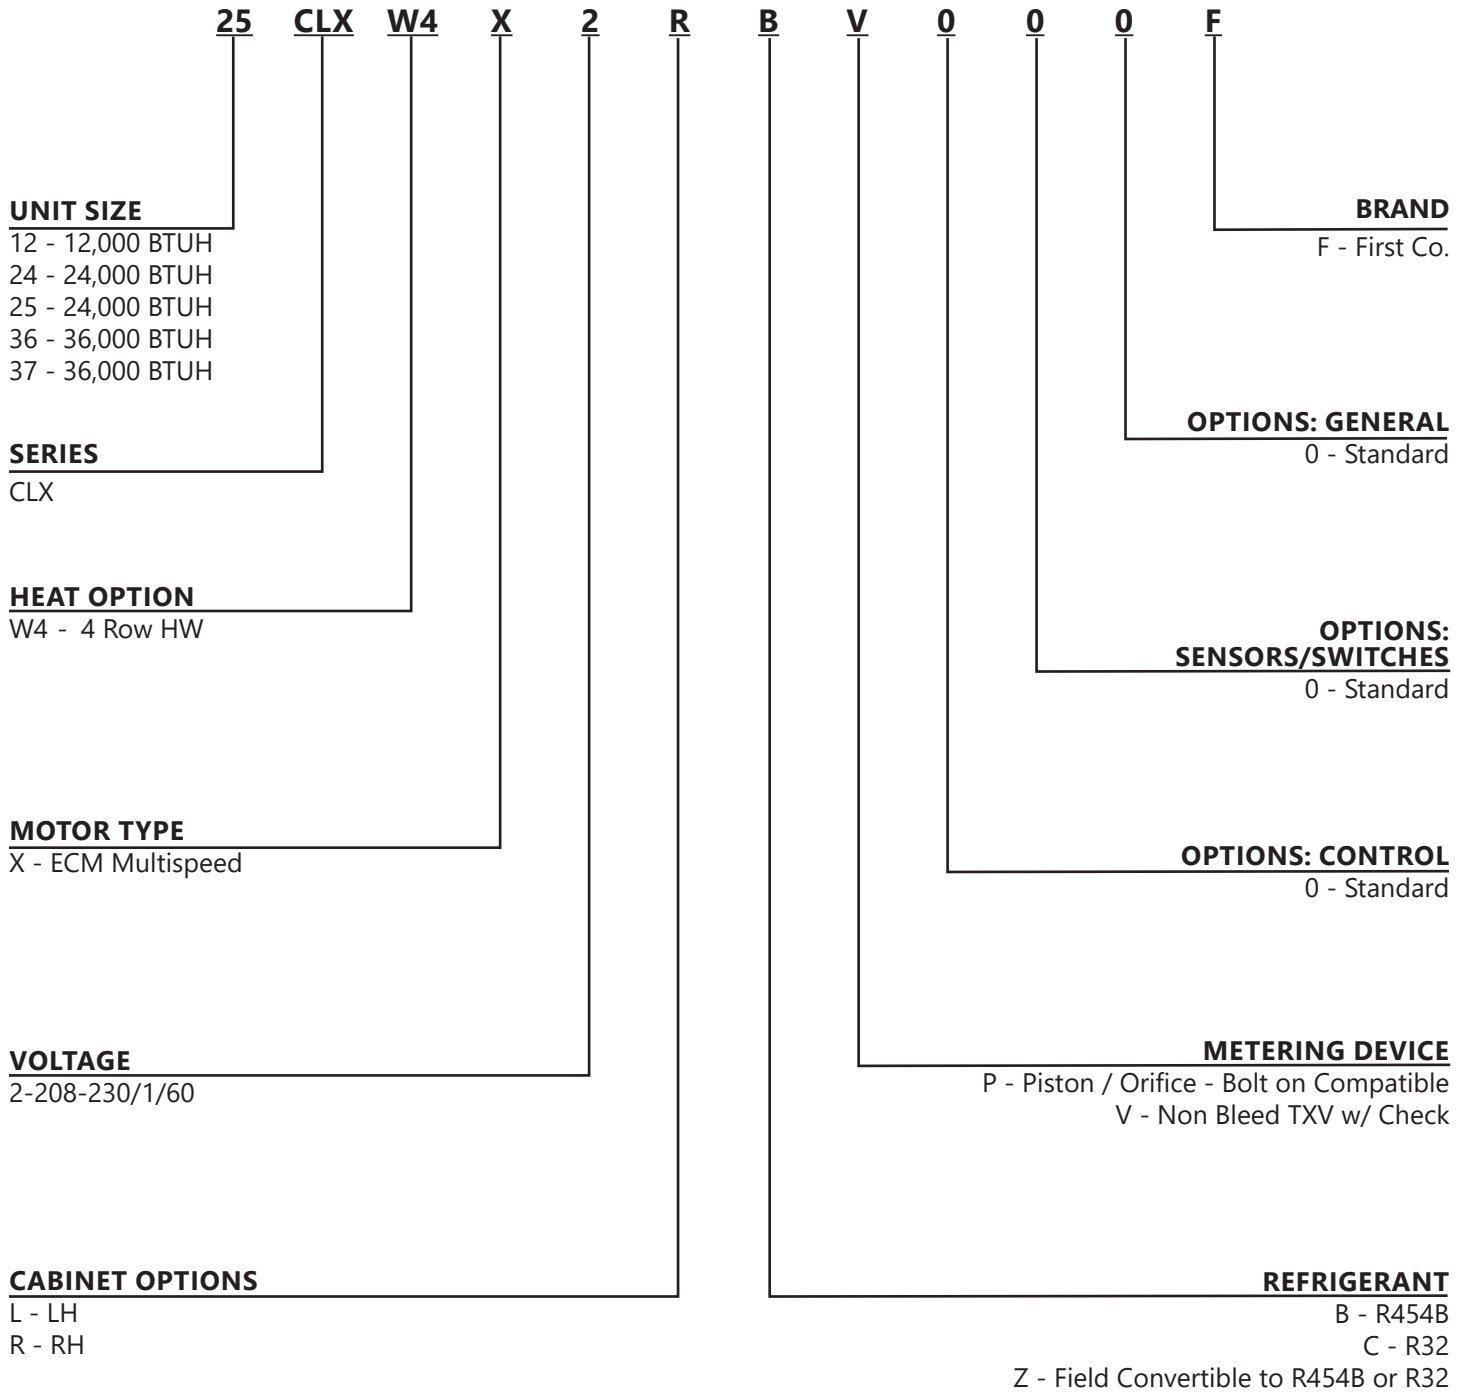 25 CLX W4 X 2 R B V 0 0 0 F
UNIT SIZE
12 - 12,000 BTUH
24 - 24,000 BTUH
25 - 24,000 BTUH
36 - 36,000 BTUH
37 - 36,000 BTUH
SERIES
CLX
HEAT OPTION
W4 - 4 Row HW
MOTOR TYPE
X - ECM Multispeed
VOLTAGE
2-208-230/1/60
CABINET OPTIONS
L - LH
R - RH
BRAND
F - First Co.
OPTIONS: GENERAL
0 - Standard
OPTIONS:
SENSORS/SWITCHES
0 - Standard
OPTIONS: CONTROL
0 - Standard
METERING DEVICE
P - Piston / Orifice - Bolt on Compatible
V - Non Bleed TXV w/ Check
REFRIGERANT
B - R454B
C - R32
Z - Field Convertible to R454B or R32